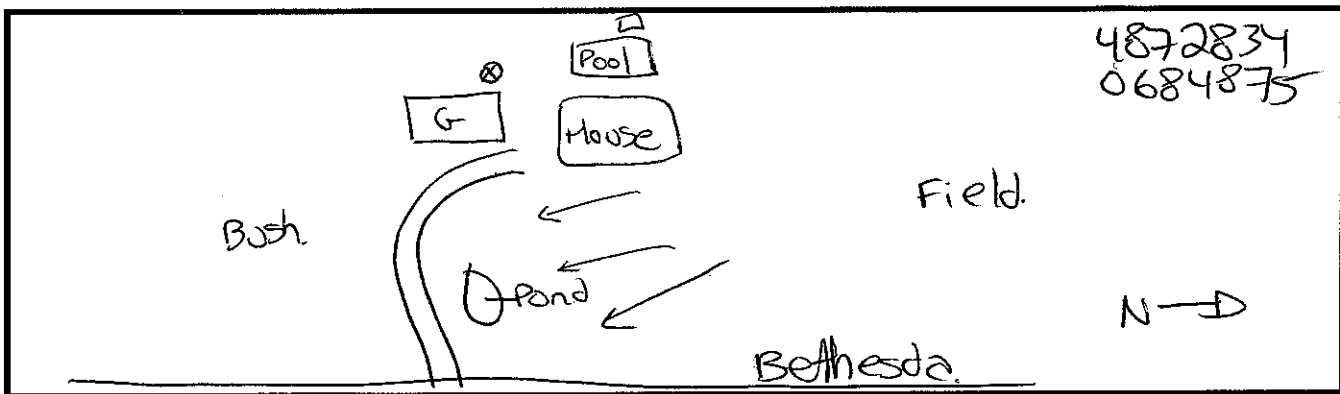 4872834
0684875
Pool
G
House
Field.
Bush.
Pond
N
Bethesda.